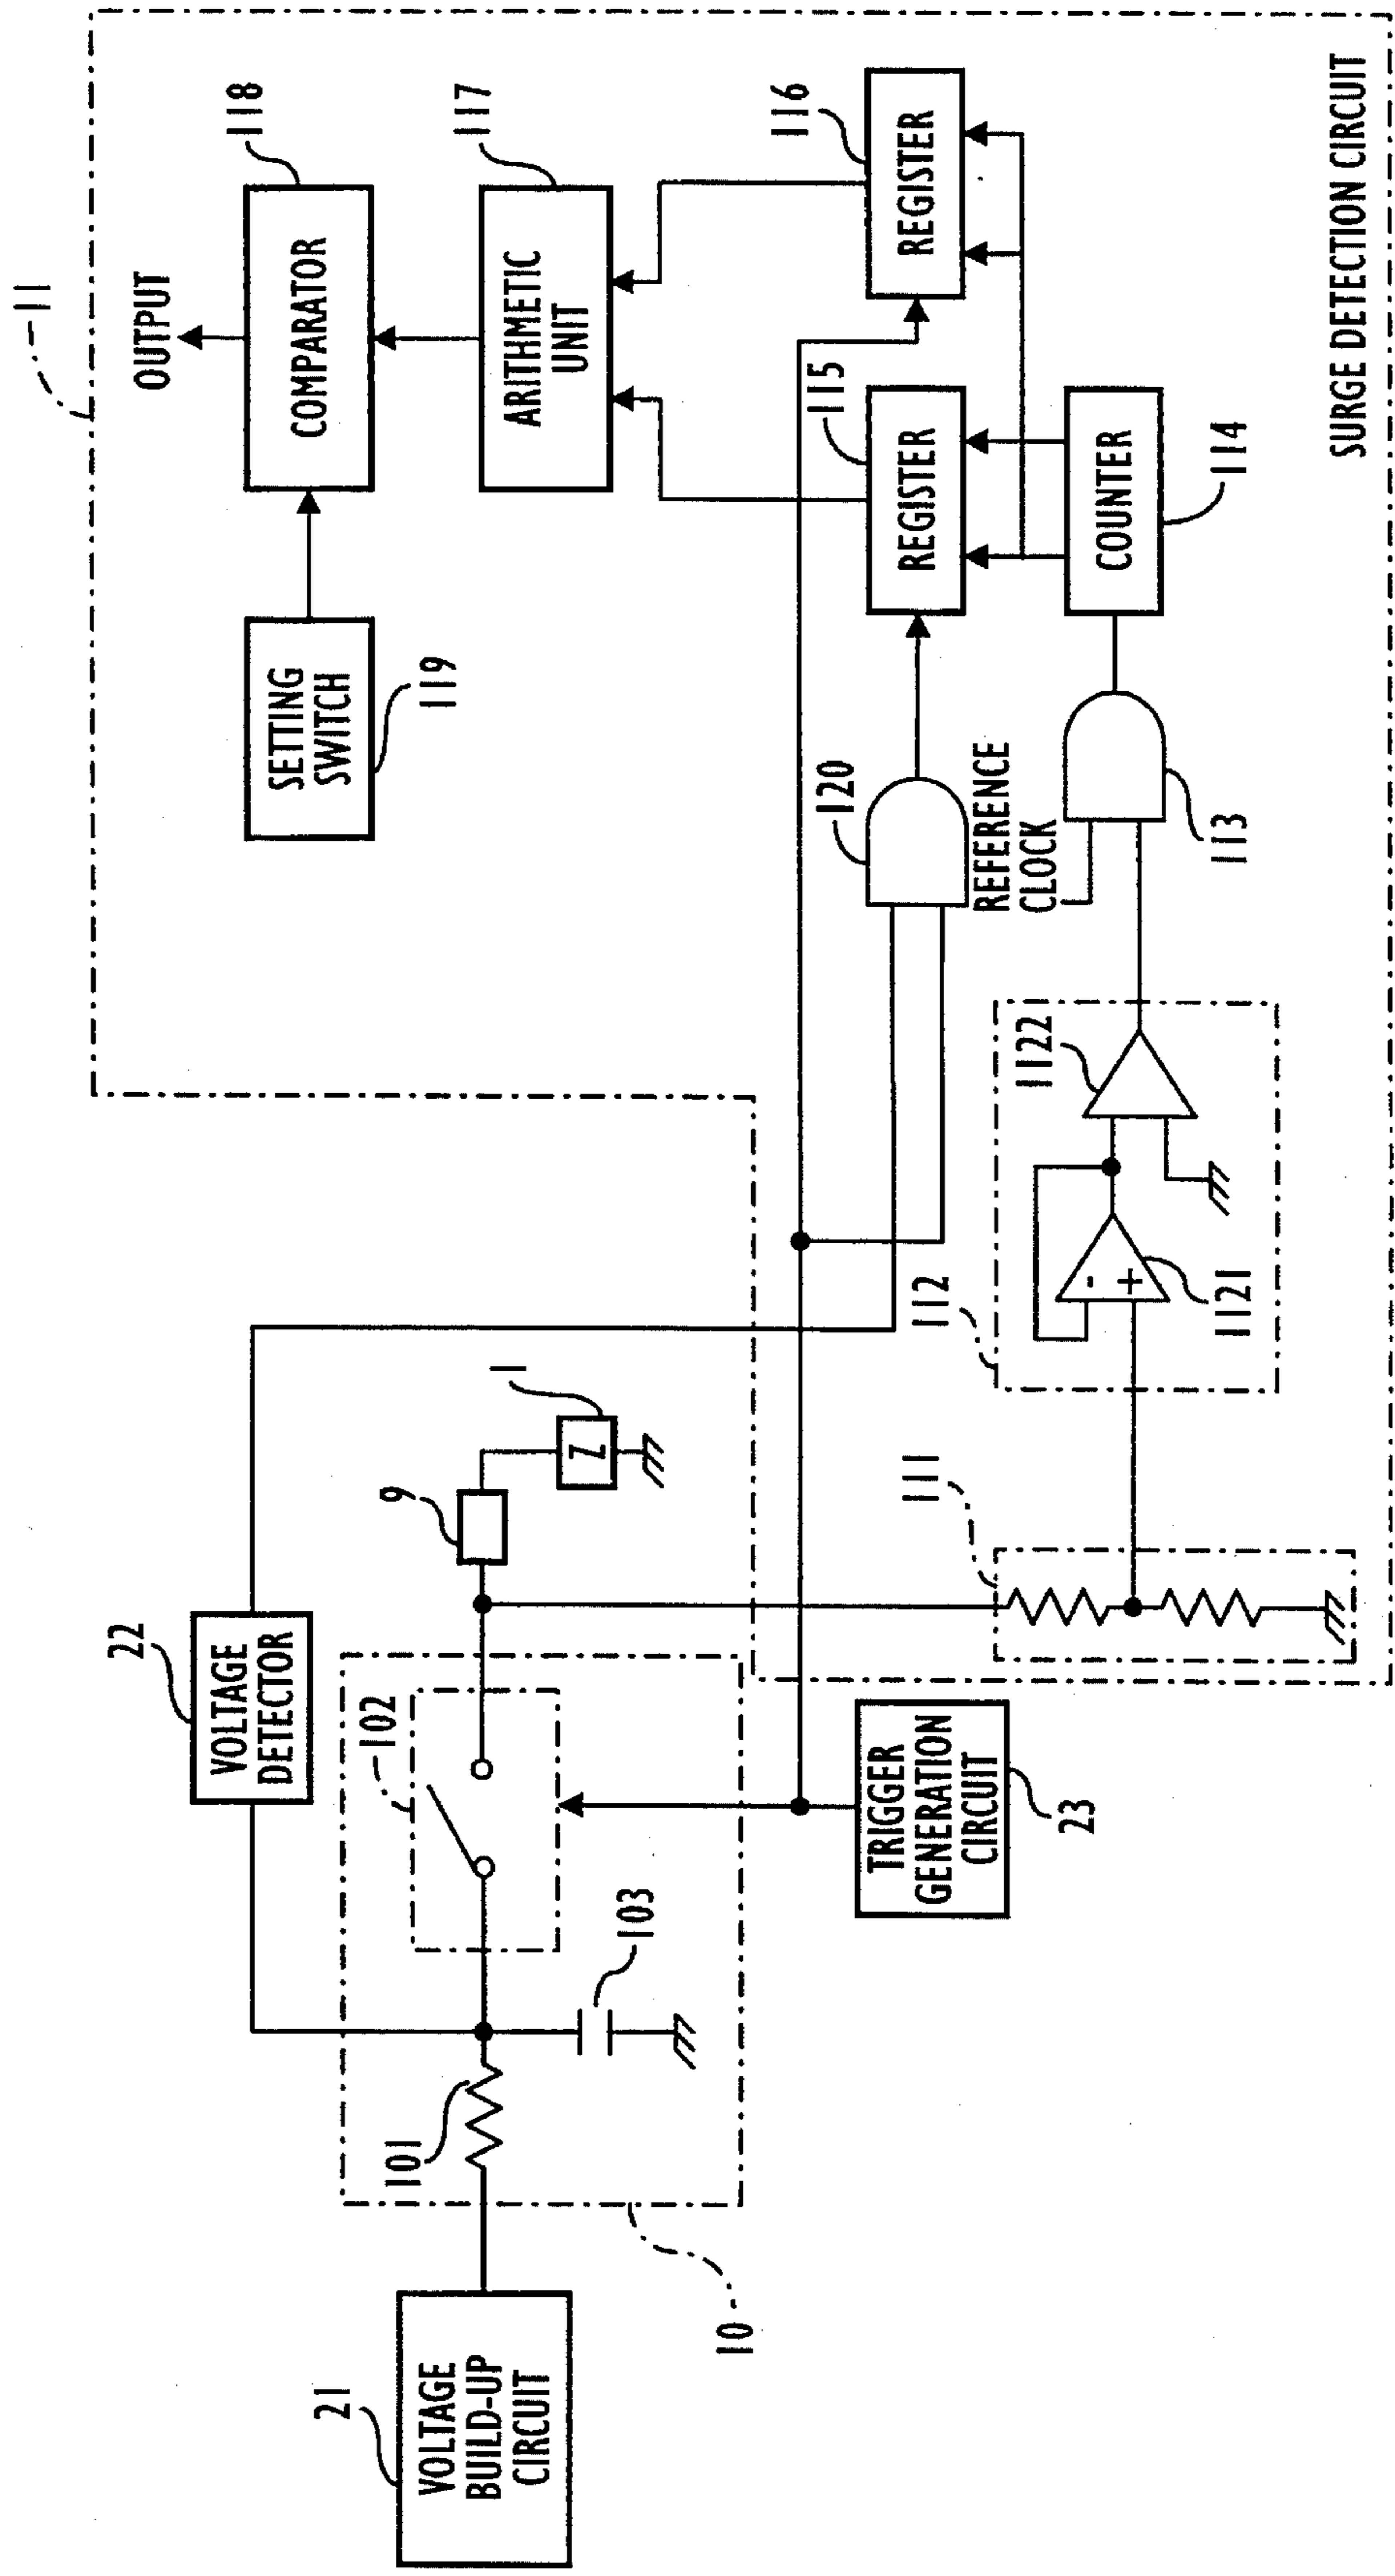 11
OUTPUT
118
COMPARATOR
SETTING
SWITCH
119
117
ARITHMETIC
UNIT
22
VOLTAGE
DETECTOR
21
VOLTAGE
BUILD-UP
CIRCUIT
101
102
103
10
9
1
Z
TRIGGER
GENERATION
CIRCUIT
23
120
115
REGISTER
116
REGISTER
REFERENCE
CLOCK
113
COUNTER
114
111
112
-
+
1121
1122
SURGE DETECTION CIRCUIT